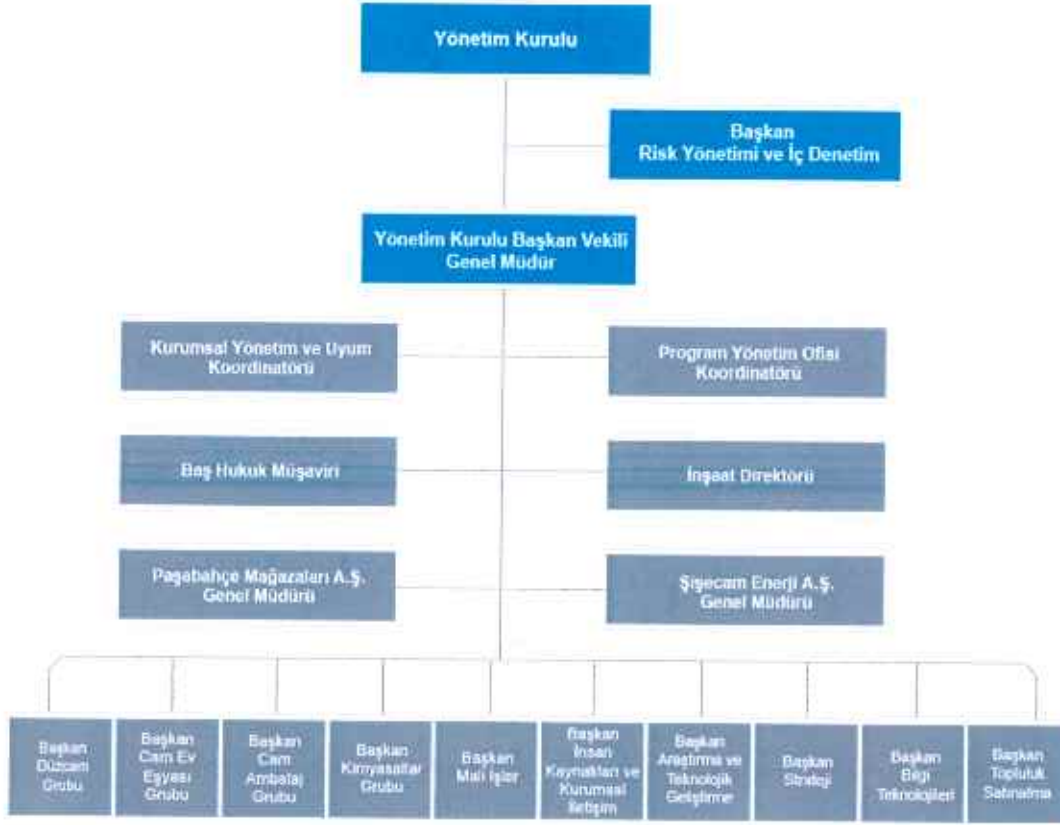 Yönetim Kurulu
Başkan
Risk Yönetimi ve İç Denetim
Yönetim Kurulu Başkan Vekili
Genel Müdür
Kurumsal Yönetim ve Uyum
Koordinatörü
Program Yönetim Ofisi
Koordinatörü
Baş Hukuk Müşaviri
İnşaat Direktörü
Paşabahçe Mağazaları A.Ş.
Genel Müdürü
Şişecam Enerji A.Ş.
Genel Müdürü
Başkan
Düzcam
Grubu
Başkan
Cam Ev
Eşyası
Grubu
Başkan
Cam
Ambalaj
Grubu
Başkan
Kimyasallar
Grubu
Başkan
Mali İşler
Başkan
İnsan
Kaynakları ve
Kurumsal
İletişim
Başkan
Araştırma ve
Teknolojik
Geliştirme
Başkan
Strateji
Başkan
Bilgi
Teknolojileri
Başkan
Topluluk
Satınalma